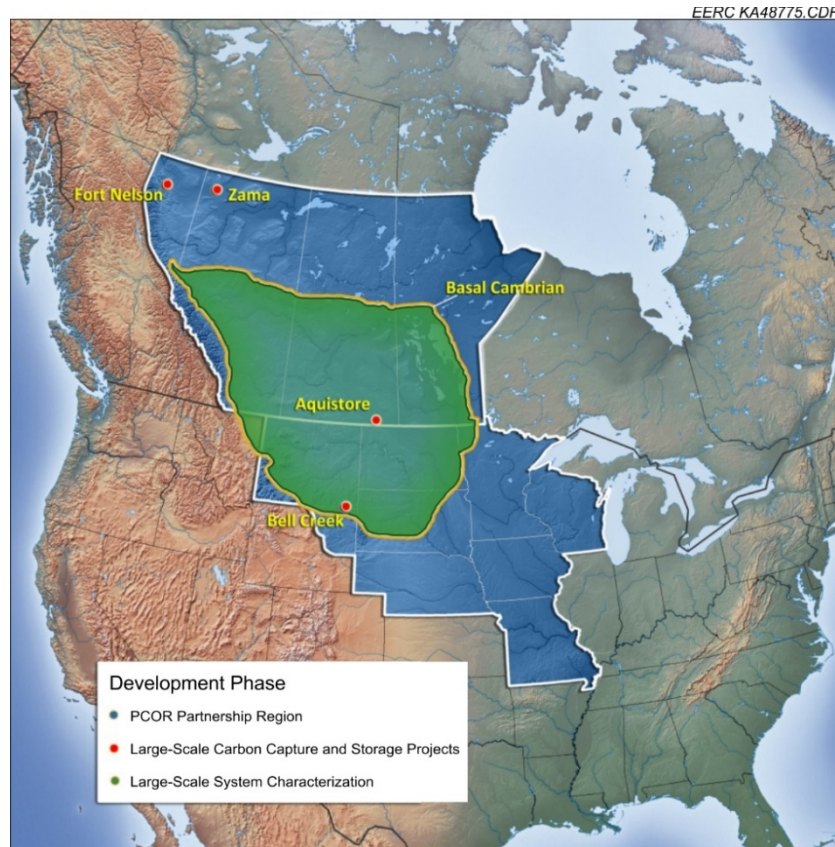 EERC KA48775.CDR
Fort Nelson
Zama
Basal Cambrian
Aquistore
Bell Creek
Development Phase
PCOR Partnership Region
Large-Scale Carbon Capture and Storage Projects
Large-Scale System Characterization